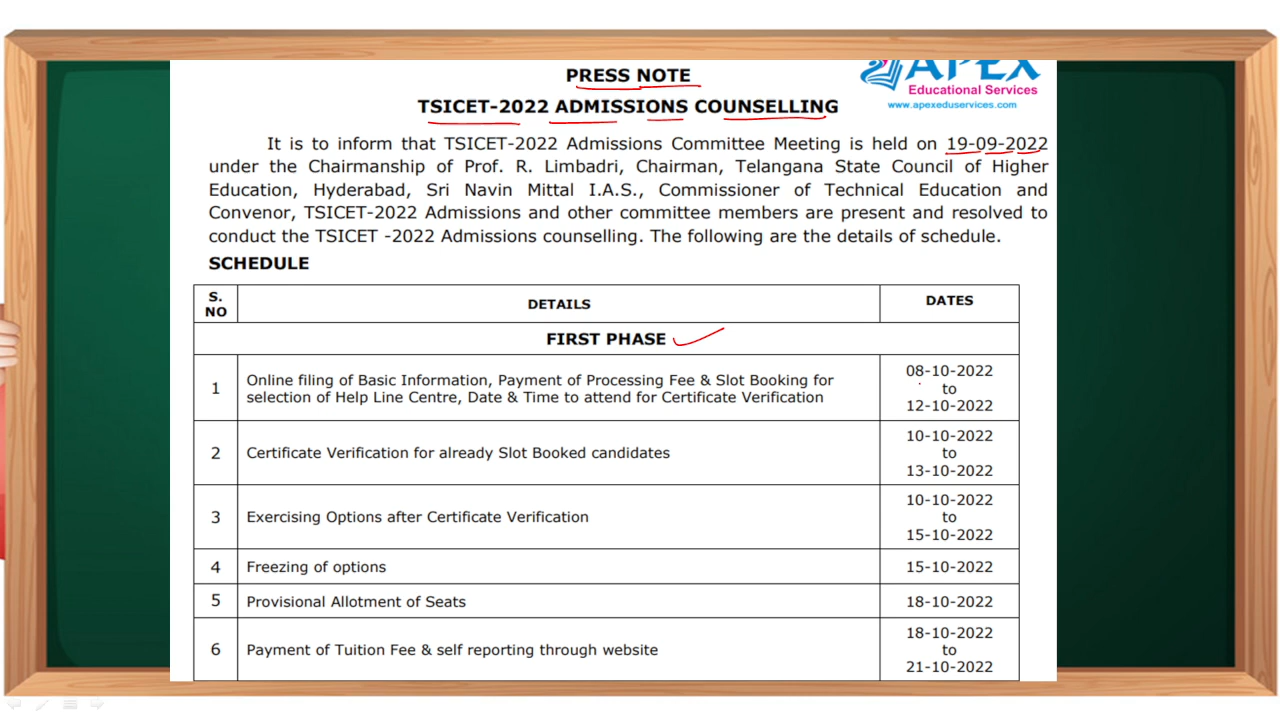 PRESS NOTE
APEX
Educational Services
www.apexeduservices.com
TSICET-2022 ADMISSIONS COUNSELLING
It is to inform that TSICET-2022 Admissions Committee Meeting is held on 19-09-2022
under the Chairmanship of Prof. R. Limbadri, Chairman, Telangana State Council of Higher
Education, Hyderabad, Sri Navin Mittal I.A.S., Commissioner of Technical Education and
Convenor, TSICET-2022 Admissions and other committee members are present and resolved to
conduct the TSICET -2022 Admissions counselling. The following are the details of schedule.
SCHEDULE
S. NO DETAILS DATES
FIRST PHASE
1 Online filing of Basic Information, Payment of Processing Fee & Slot Booking for
selection of Help Line Centre, Date & Time to attend for Certificate Verification
08-10-2022
to
12-10-2022
2 Certificate Verification for already Slot Booked candidates
10-10-2022
to
13-10-2022
3 Exercising Options after Certificate Verification
10-10-2022
to
15-10-2022
4 Freezing of options 15-10-2022
5 Provisional Allotment of Seats 18-10-2022
6 Payment of Tuition Fee & self reporting through website
18-10-2022
to
21-10-2022